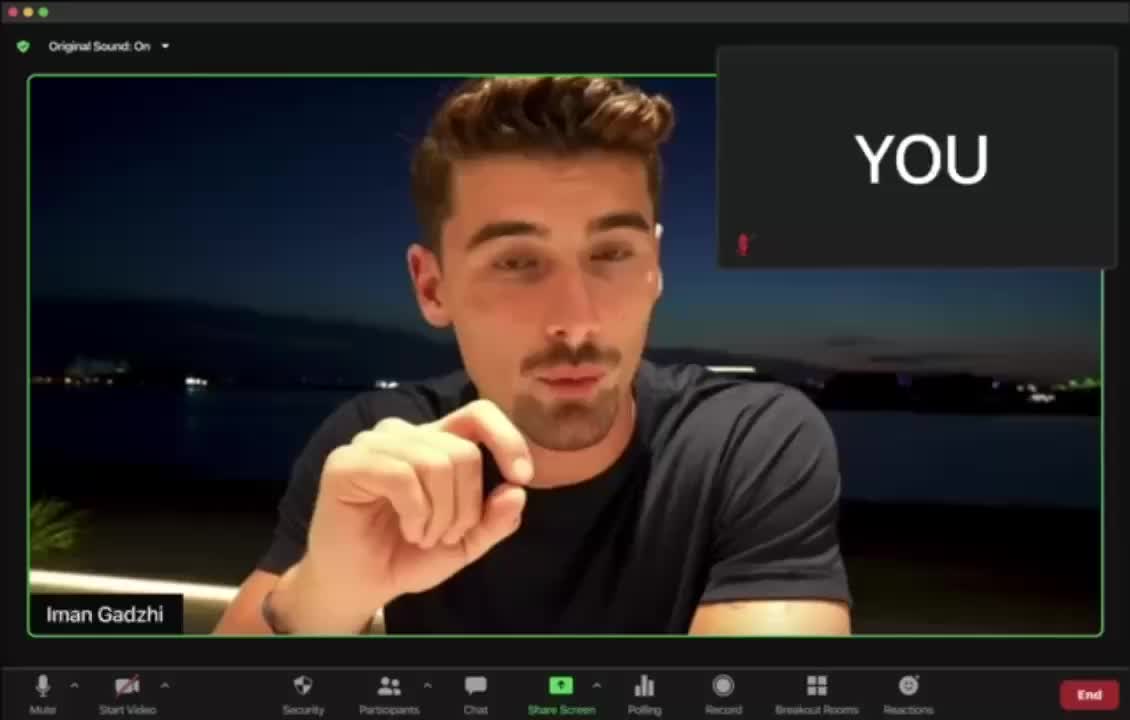 Original Sound: On
YOU
Iman Gadzhi
Mute
Start Video
Security
Participants
Chat
Share Screen
Polling
Record
Breakout Rooms
Reactions
End